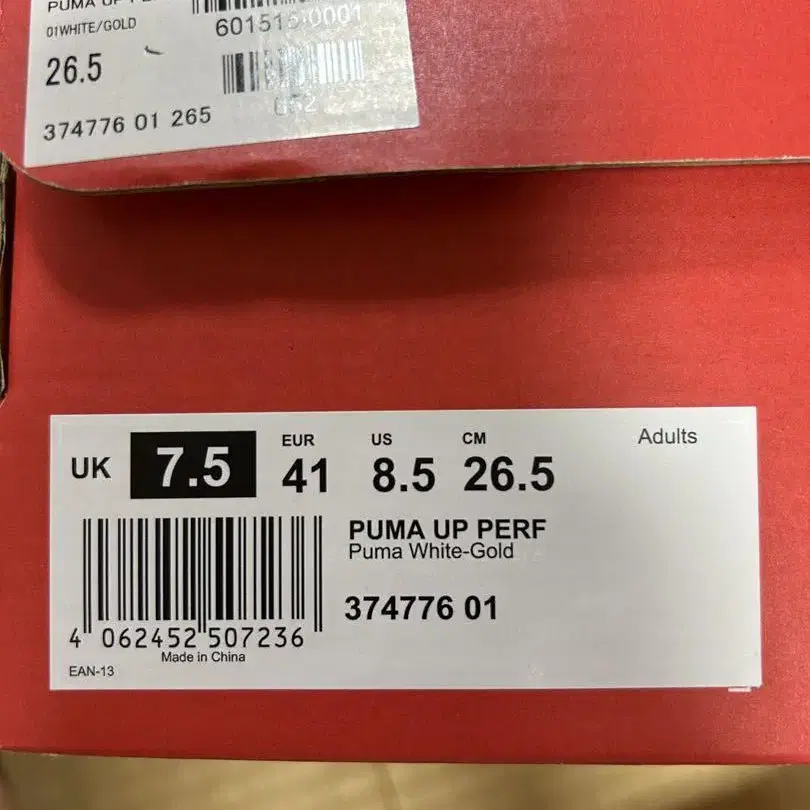 PUMA UP
01WHITE/GOLD
26.5
374776 01 265
UK 7.5
EUR 41
US 8.5
CM 26.5
Adults
PUMA UP PERF
Puma White-Gold
374776 01
4 062452 507236
Made in China
EAN-13